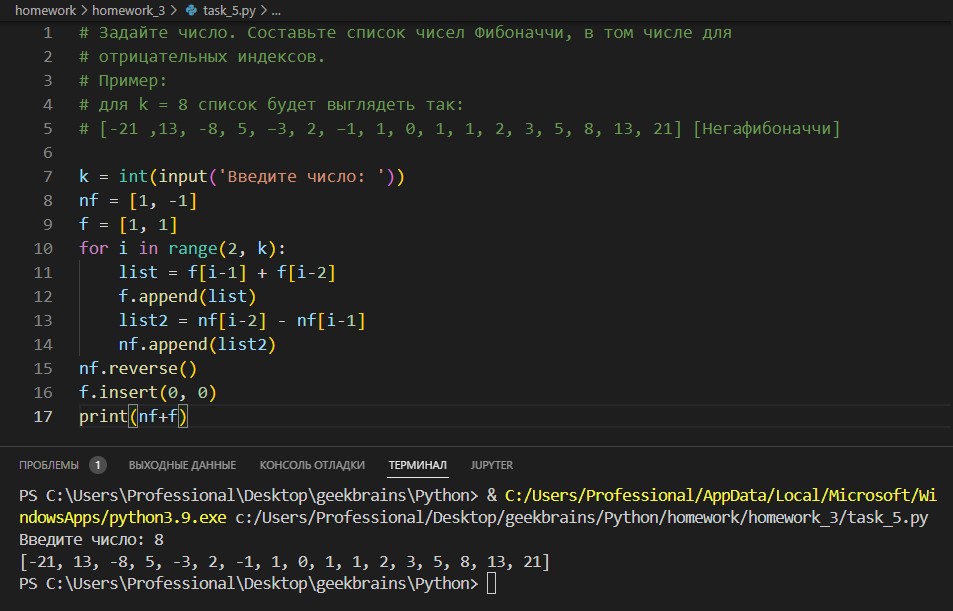 homework > homework_3 > task_5.py > ...
1 # Задайте число. Составьте список чисел Фибоначчи, в том числе для
2 # отрицательных индексов.
3 # Пример:
4 # для k = 8 список будет выглядеть так:
5 # [-21 ,13, -8, 5, −3, 2, −1, 1, 0, 1, 1, 2, 3, 5, 8, 13, 21] [Негафибоначчи]
6
7 k = int(input('Введите число: '))
8 nf = [1, -1]
9 f = [1, 1]
10 for i in range(2, k):
11     list = f[i-1] + f[i-2]
12     f.append(list)
13     list2 = nf[i-2] - nf[i-1]
14     nf.append(list2)
15 nf.reverse()
16 f.insert(0, 0)
17 print(nf+f)
ПРОБЛЕМЫ 1 ВЫХОДНЫЕ ДАННЫЕ КОНСОЛЬ ОТЛАДКИ ТЕРМИНАЛ JUPYTER
PS C:\Users\Professional\Desktop\geekbrains\Python> & C:/Users/Professional/AppData/Local/Microsoft/Wi
ndowsApps/python3.9.exe c:/Users/Professional/Desktop/geekbrains/Python/homework/homework_3/task_5.py
Введите число: 8
[-21, 13, -8, 5, -3, 2, -1, 1, 0, 1, 1, 2, 3, 5, 8, 13, 21]
PS C:\Users\Professional\Desktop\geekbrains\Python>